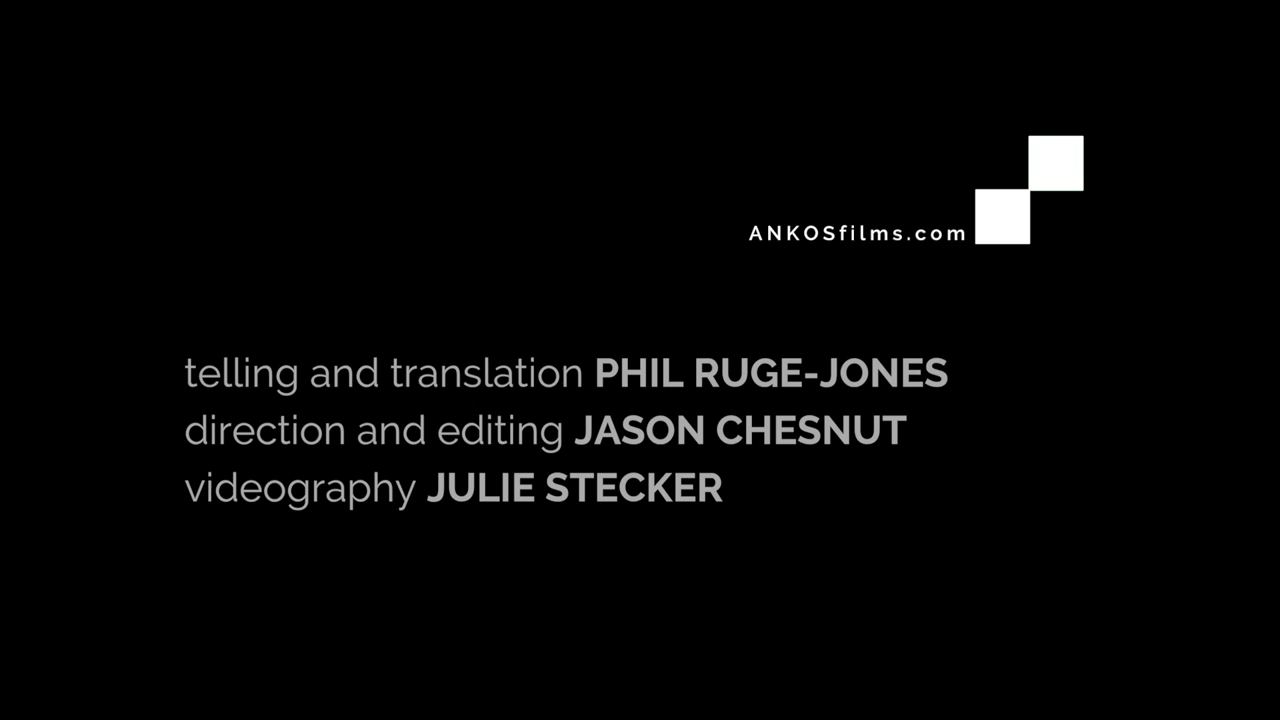 ANKOSfilms.com
telling and translation PHIL RUGE-JONES
direction and editing JASON CHESNUT
videography JULIE STECKER